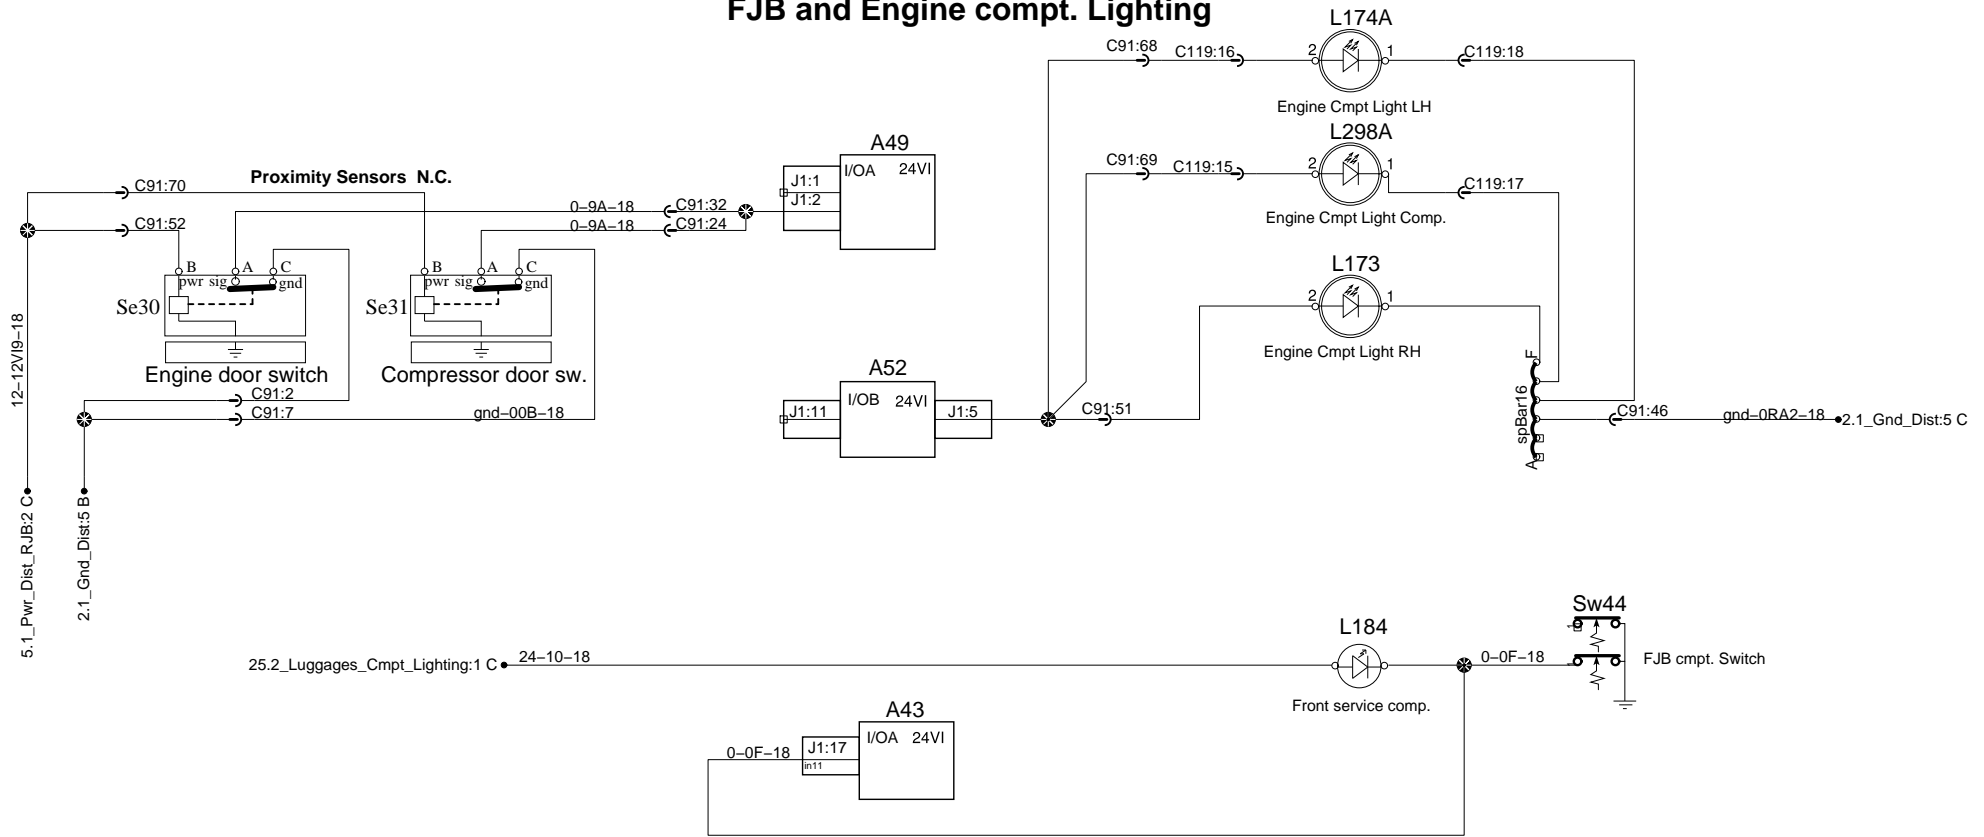 FJB and Engine compt. Lighting
L174A
C91:68
C119:16
2
1
C119:18
Engine Cmpt Light LH
L298A
C91:69
C119:15
2
1
C119:17
Engine Cmpt Light Comp.
L173
2
1
Engine Cmpt Light RH
A49
I/OA
24VI
J1:1
J1:2
Proximity Sensors N.C.
C91:70
C91:52
0-9A-18
C91:32
0-9A-18
C91:24
B
A
C
pwr
sig
gnd
Se30
Engine door switch
B
A
C
pwr
sig
gnd
Se31
Compressor door sw.
C91:2
C91:7
gnd-00B-18
12-12VI9-18
5.1_Pwr_Dist_RJB:2 C
2.1_Gnd_Dist:5 B
A52
I/OB
24VI
J1:11
J1:5
C91:51
F
spBar16
A
C91:46
gnd-0RA2-18
2.1_Gnd_Dist:5 C
25.2_Luggages_Cmpt_Lighting:1 C
24-10-18
L184
Front service comp.
0-0F-18
Sw44
FJB cmpt. Switch
A43
I/OA
24VI
0-0F-18
J1:17
in11